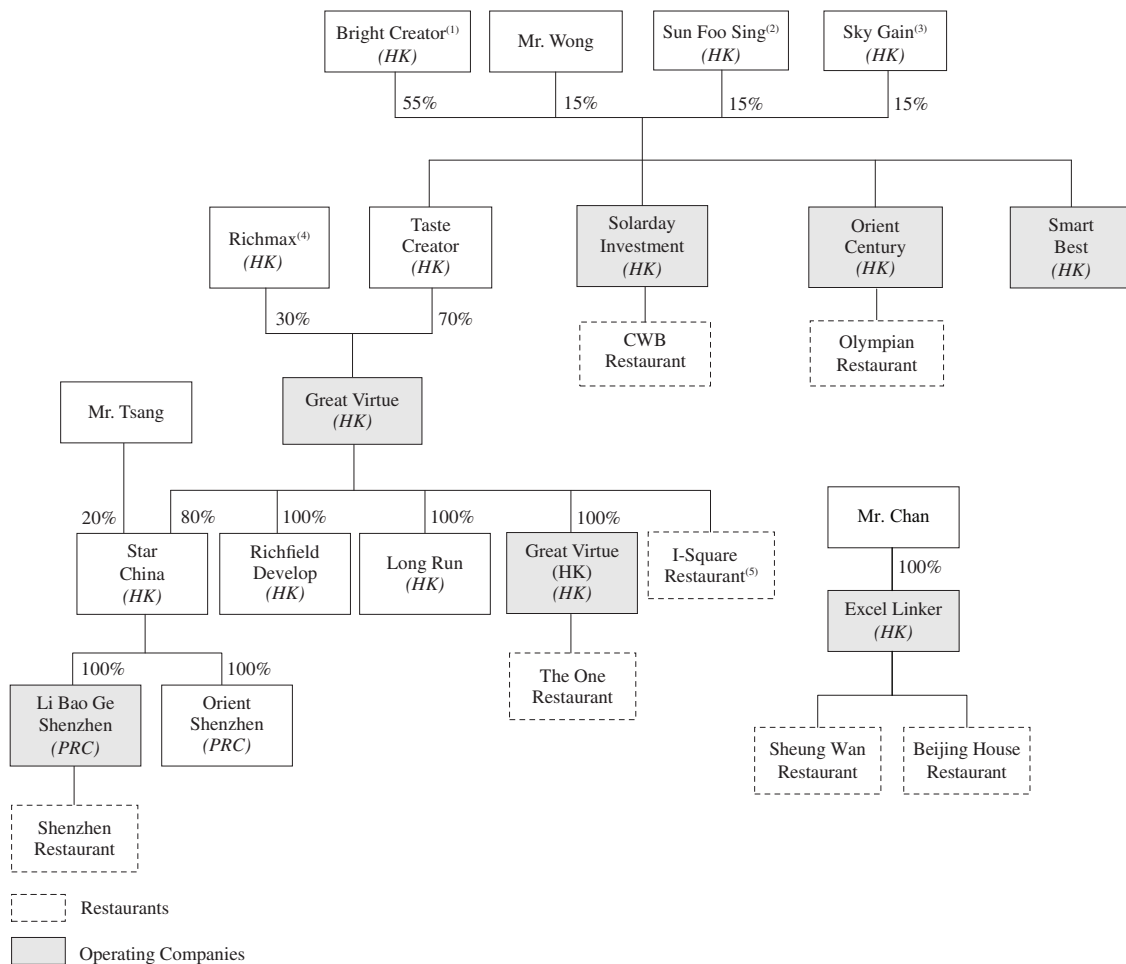 Bright Creator(1)
(HK)
Mr. Wong
Sun Foo Sing(2)
(HK)
Sky Gain(3)
(HK)
55%
15%
15%
15%
Richmax(4)
(HK)
Taste
Creator
(HK)
Solarday
Investment
(HK)
Orient
Century
(HK)
Smart
Best
(HK)
30%
70%
CWB
Restaurant
Olympian
Restaurant
Mr. Tsang
Great Virtue
(HK)
20%
80%
100%
100%
100%
Star
China
(HK)
Richfield
Develop
(HK)
Long Run
(HK)
Great Virtue
(HK)
(HK)
I-Square
Restaurant(5)
Mr. Chan
100%
Excel Linker
(HK)
100%
100%
Li Bao Ge
Shenzhen
(PRC)
Orient
Shenzhen
(PRC)
The One
Restaurant
Sheung Wan
Restaurant
Beijing House
Restaurant
Shenzhen
Restaurant
Restaurants
Operating Companies